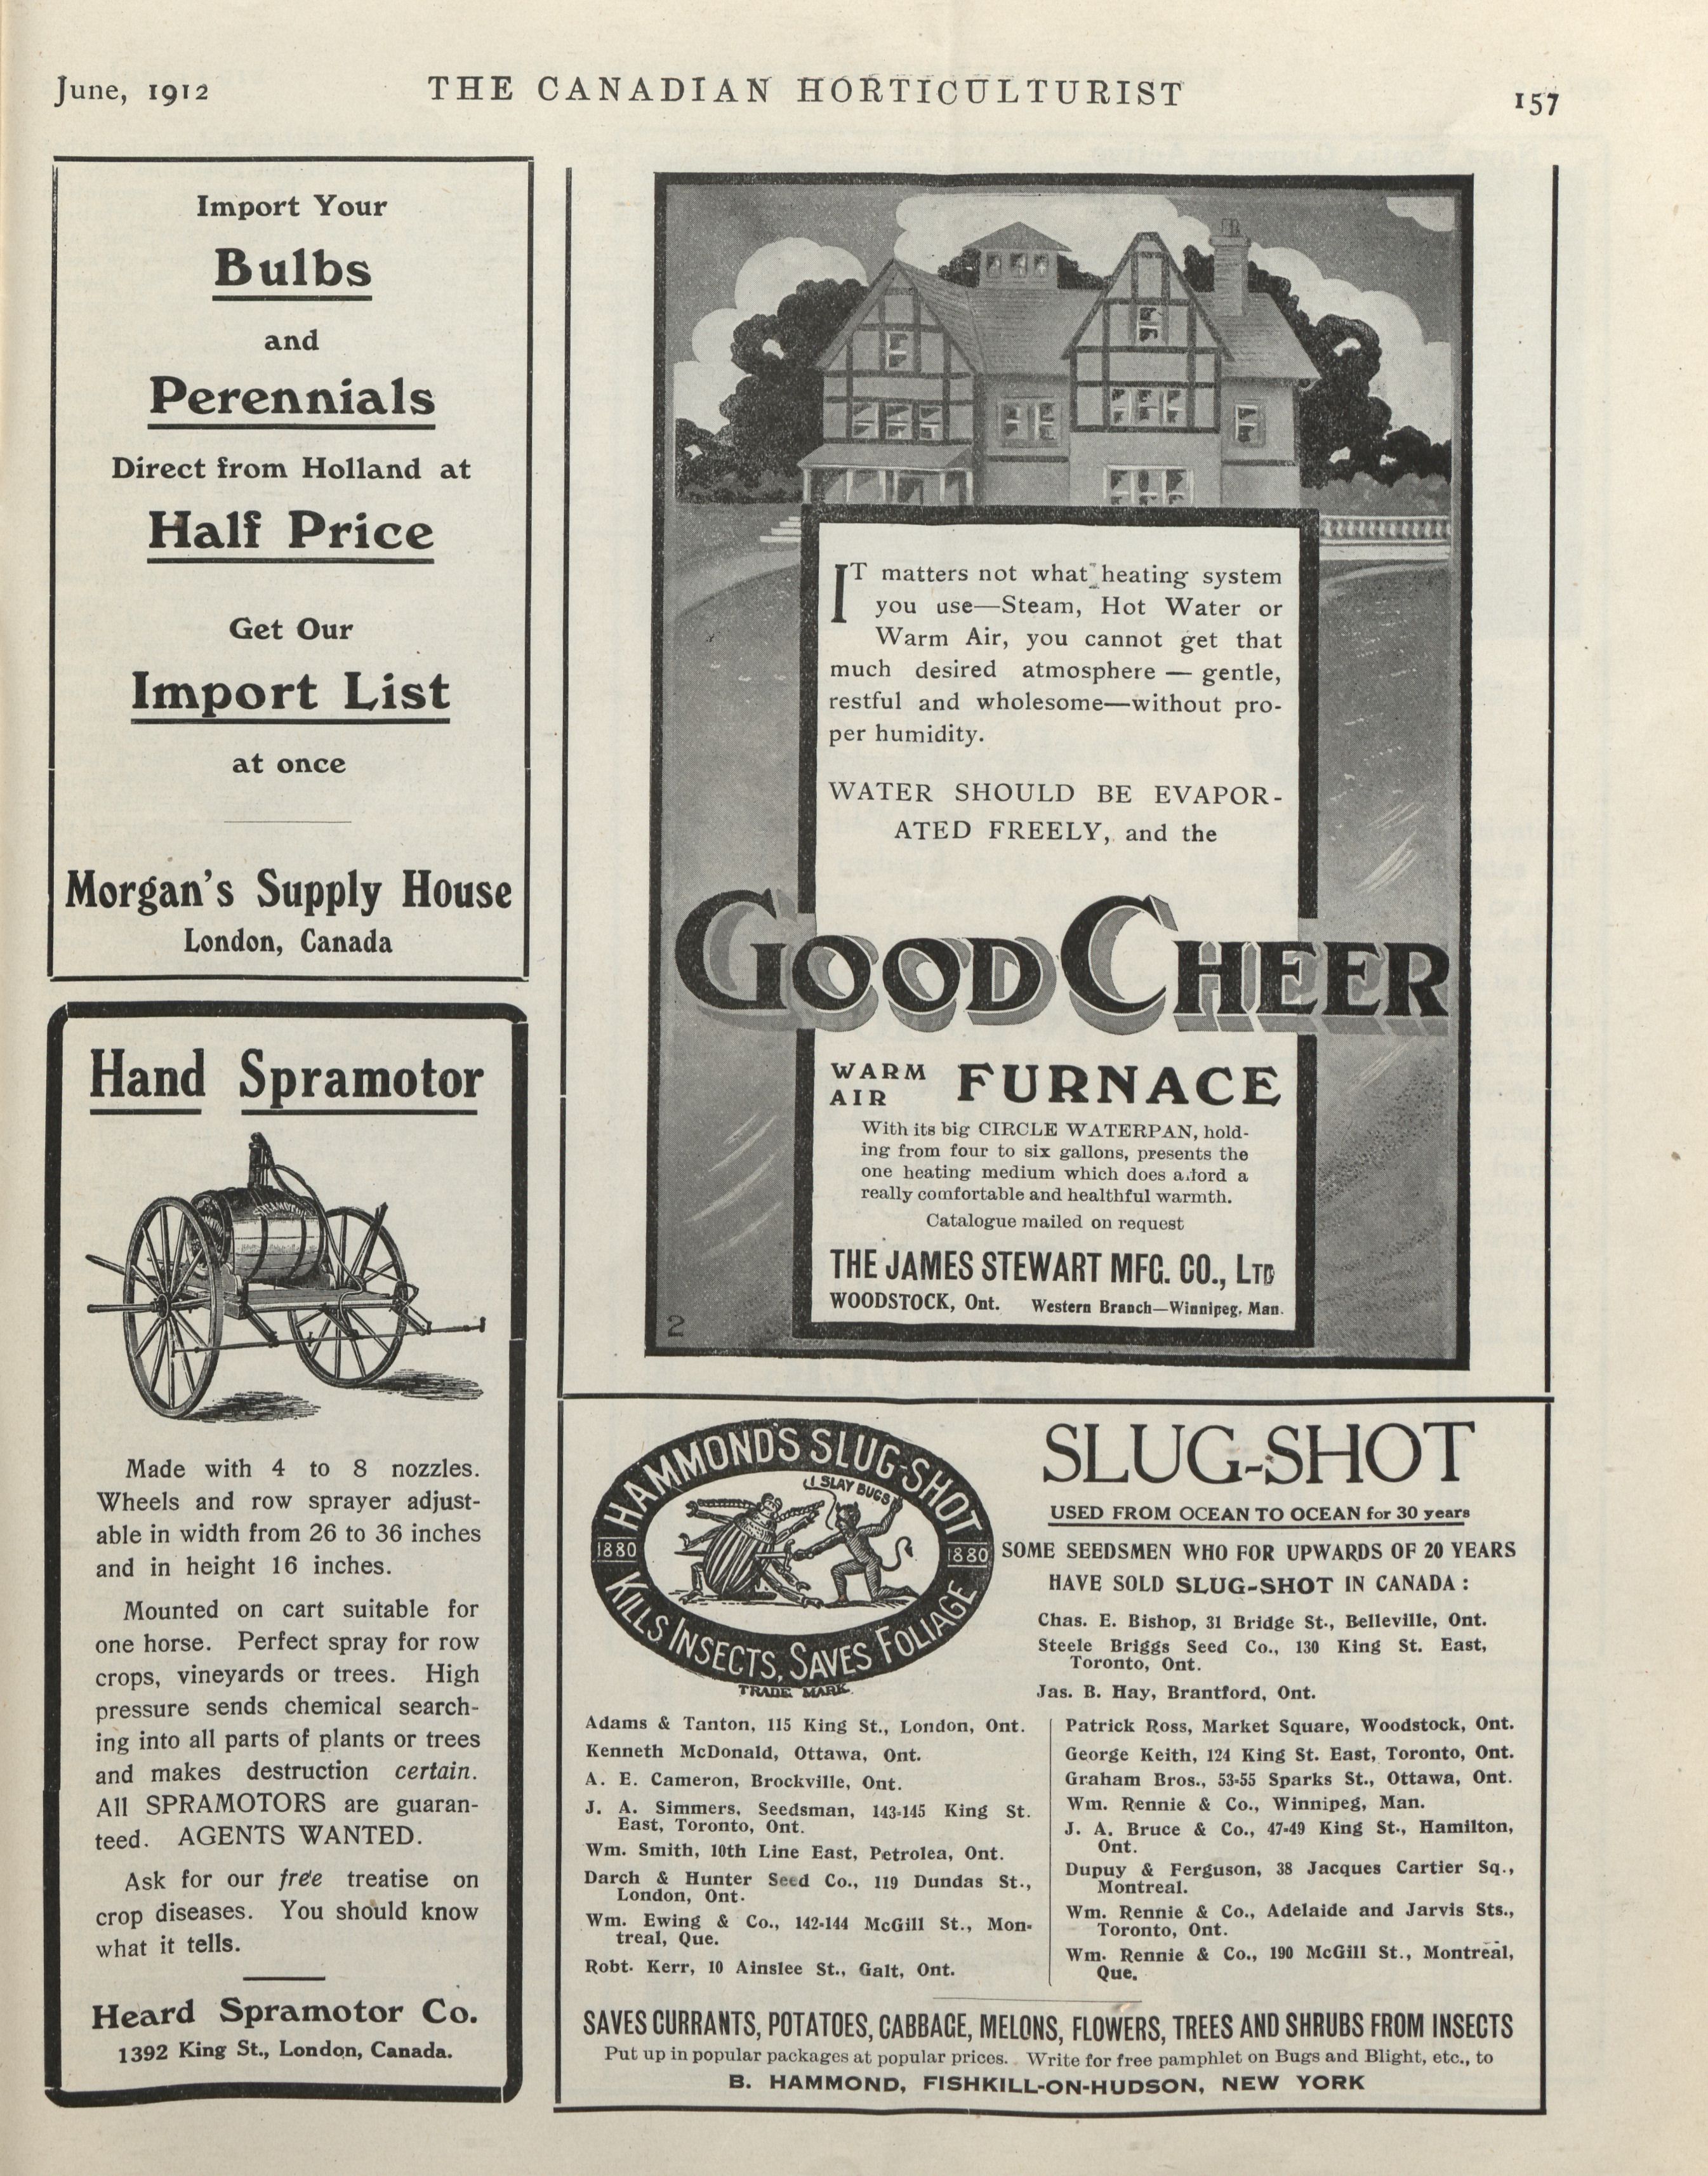 June, 1912
THE CANADIAN HORTICULTURIST
157
Import Your
Bulbs
and
Perennials
Direct from Holland at
Half Price
Get Our
Import List
at once
Morgan's Supply House
London, Canada
Hand Spramotor
SPRAMOTOR
Made with 4 to 8 nozzles.
Wheels and row sprayer adjust-
able in width from 26 to 36 inches
and in height 16 inches.
Mounted on cart suitable for
one horse. Perfect spray for row
crops, vineyards or trees. High
pressure sends chemical search-
ing into all parts of plants or trees
and makes destruction certain.
All SPRAMOTORS are guaran-
teed. AGENTS WANTED.
Ask for our free treatise on
crop diseases. You should know
what it tells.
Heard Spramotor Co.
1392 King St., London, Canada.
IT matters not what heating system
you use—Steam, Hot Water or
Warm Air, you cannot get that
much desired atmosphere — gentle,
restful and wholesome—without pro-
per humidity.
WATER SHOULD BE EVAPOR-
ATED FREELY, and the
GOOD CHEER
WARM
AIR
FURNACE
With its big CIRCLE WATERPAN, hold-
ing from four to six gallons, presents the
one heating medium which does afford a
really comfortable and healthful warmth.
Catalogue mailed on request
THE JAMES STEWART MFG. CO., LTD
WOODSTOCK, Ont. Western Branch—Winnipeg, Man.
2
HAMMOND'S SLUG-SHOT
I SLAY BUGS
1880
1880
KILLS INSECTS, SAVES FOLIAGE
TRADE MARK.
SLUG-SHOT
USED FROM OCEAN TO OCEAN for 30 years
SOME SEEDSMEN WHO FOR UPWARDS OF 20 YEARS
HAVE SOLD SLUG-SHOT IN CANADA :
Chas. E. Bishop, 31 Bridge St., Belleville, Ont.
Steele Briggs Seed Co., 130 King St. East,
Toronto, Ont.
Jas. B. Hay, Brantford, Ont.
Adams & Tanton, 115 King St., London, Ont.
Kenneth McDonald, Ottawa, Ont.
A. E. Cameron, Brockville, Ont.
J. A. Simmers, Seedsman, 143-145 King St.
East, Toronto, Ont.
Wm. Smith, 10th Line East, Petrolea, Ont.
Darch & Hunter Seed Co., 119 Dundas St.,
London, Ont.
Wm. Ewing & Co., 142-144 McGill St., Mon-
treal, Que.
Robt. Kerr, 10 Ainslee St., Galt, Ont.
Patrick Ross, Market Square, Woodstock, Ont.
George Keith, 124 King St. East, Toronto, Ont.
Graham Bros., 53-55 Sparks St., Ottawa, Ont.
Wm. Rennie & Co., Winnipeg, Man.
J. A. Bruce & Co., 47-49 King St., Hamilton,
Ont.
Dupuy & Ferguson, 38 Jacques Cartier Sq.,
Montreal.
Wm. Rennie & Co., Adelaide and Jarvis Sts.,
Toronto, Ont.
Wm. Rennie & Co., 190 McGill St., Montreal,
Que.
SAVES CURRANTS, POTATOES, CABBAGE, MELONS, FLOWERS, TREES AND SHRUBS FROM INSECTS
Put up in popular packages at popular prices. Write for free pamphlet on Bugs and Blight, etc., to
B. HAMMOND, FISHKILL-ON-HUDSON, NEW YORK